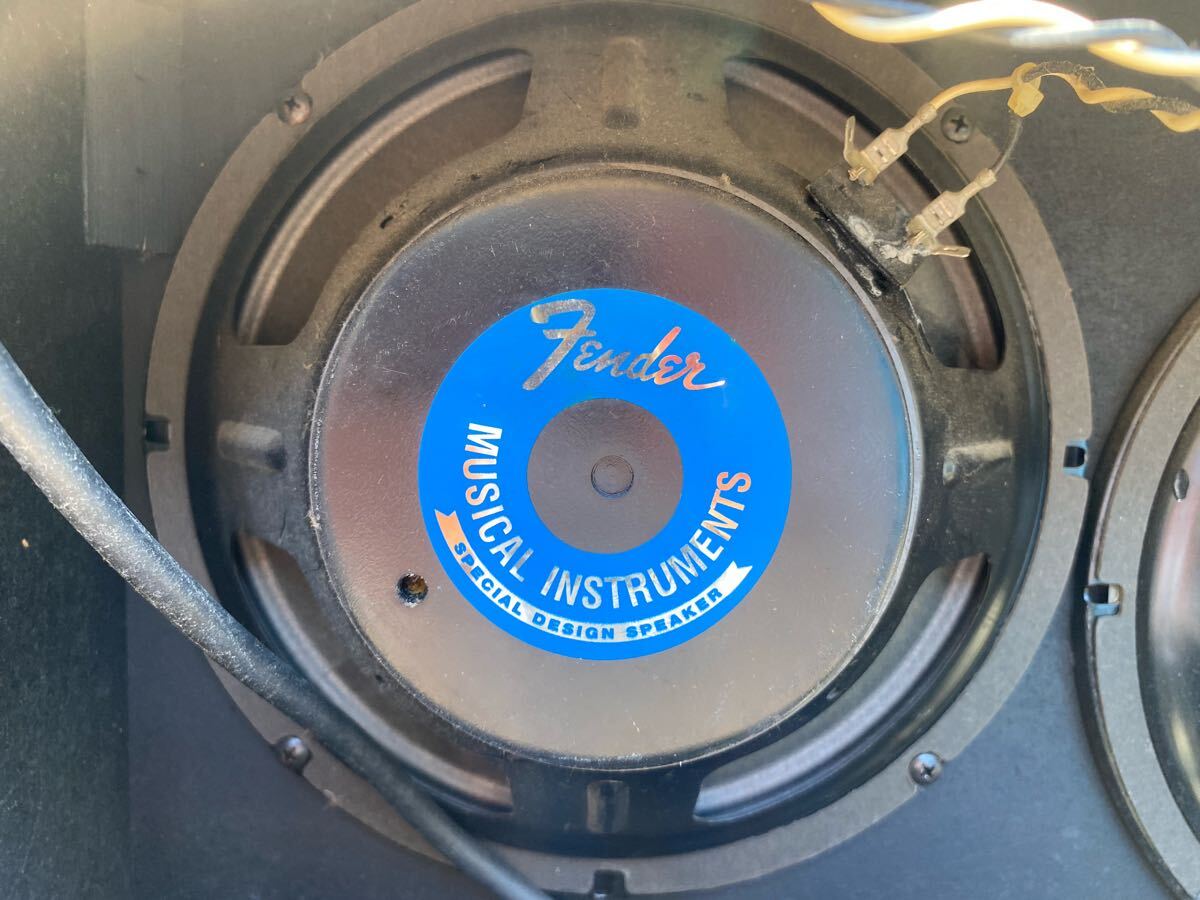 Fender
MUSICAL INSTRUMENTS
SPECIAL DESIGN SPEAKER